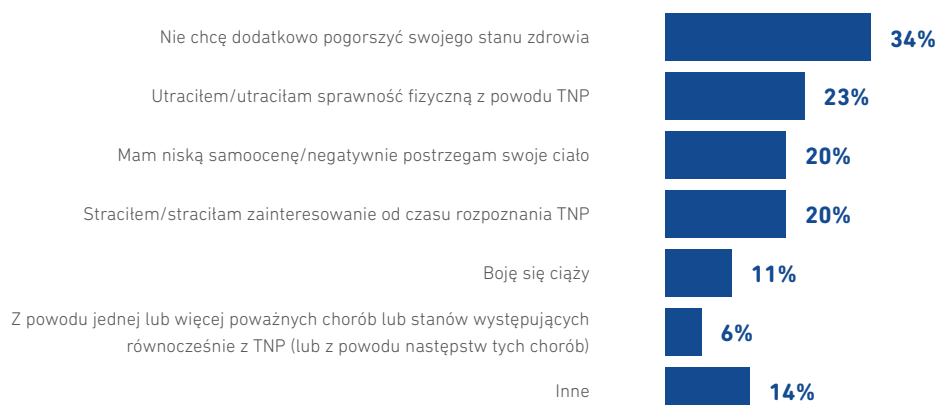 Nie chcę dodatkowo pogorszyć swojego stanu zdrowia 34%
Utraciłem/utraciłam sprawność fizyczną z powodu TNP 23%
Mam niską samoocenę/negatywnie postrzegam swoje ciało 20%
Straciłem/straciłam zainteresowanie od czasu rozpoznania TNP 20%
Boję się ciąży 11%
Z powodu jednej lub więcej poważnych chorób lub stanów występujących
równocześnie z TNP (lub z powodu następstw tych chorób) 6%
Inne 14%